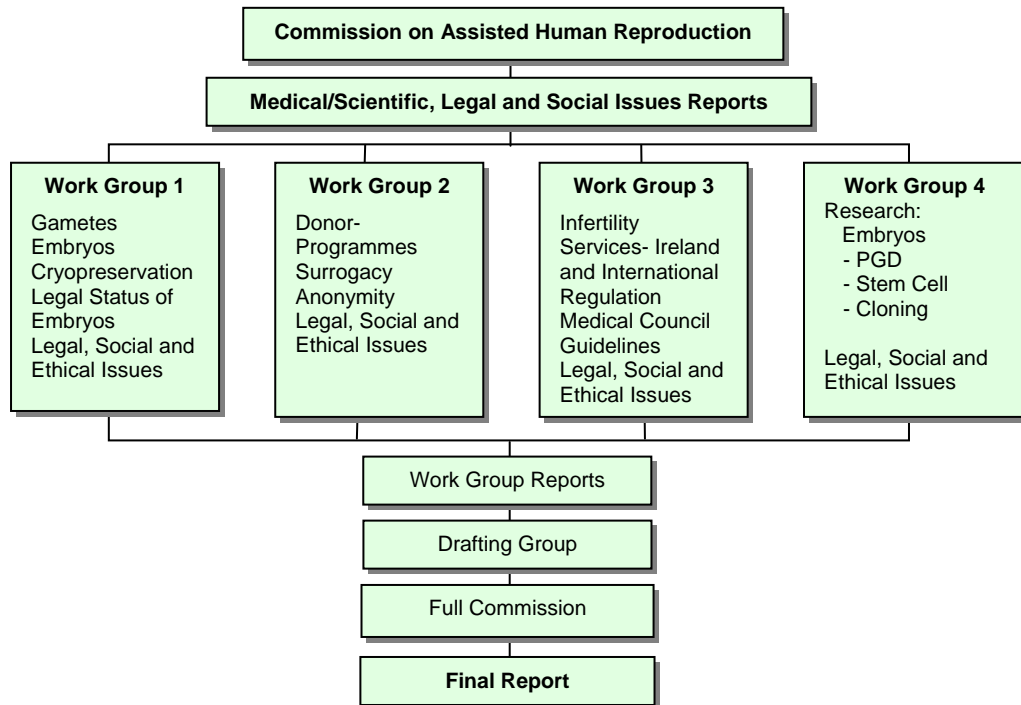 Commission on Assisted Human Reproduction
Medical/Scientific, Legal and Social Issues Reports
Work Group 1
Gametes
Embryos
Cryopreservation
Legal Status of
Embryos
Legal, Social and
Ethical Issues
Work Group 2
Donor-
Programmes
Surrogacy
Anonymity
Legal, Social and
Ethical Issues
Work Group 3
Infertility
Services- Ireland
and International
Regulation
Medical Council
Guidelines
Legal, Social and
Ethical Issues
Work Group 4
Research:
Embryos
- PGD
- Stem Cell
- Cloning
Legal, Social and
Ethical Issues
Work Group Reports
Drafting Group
Full Commission
Final Report